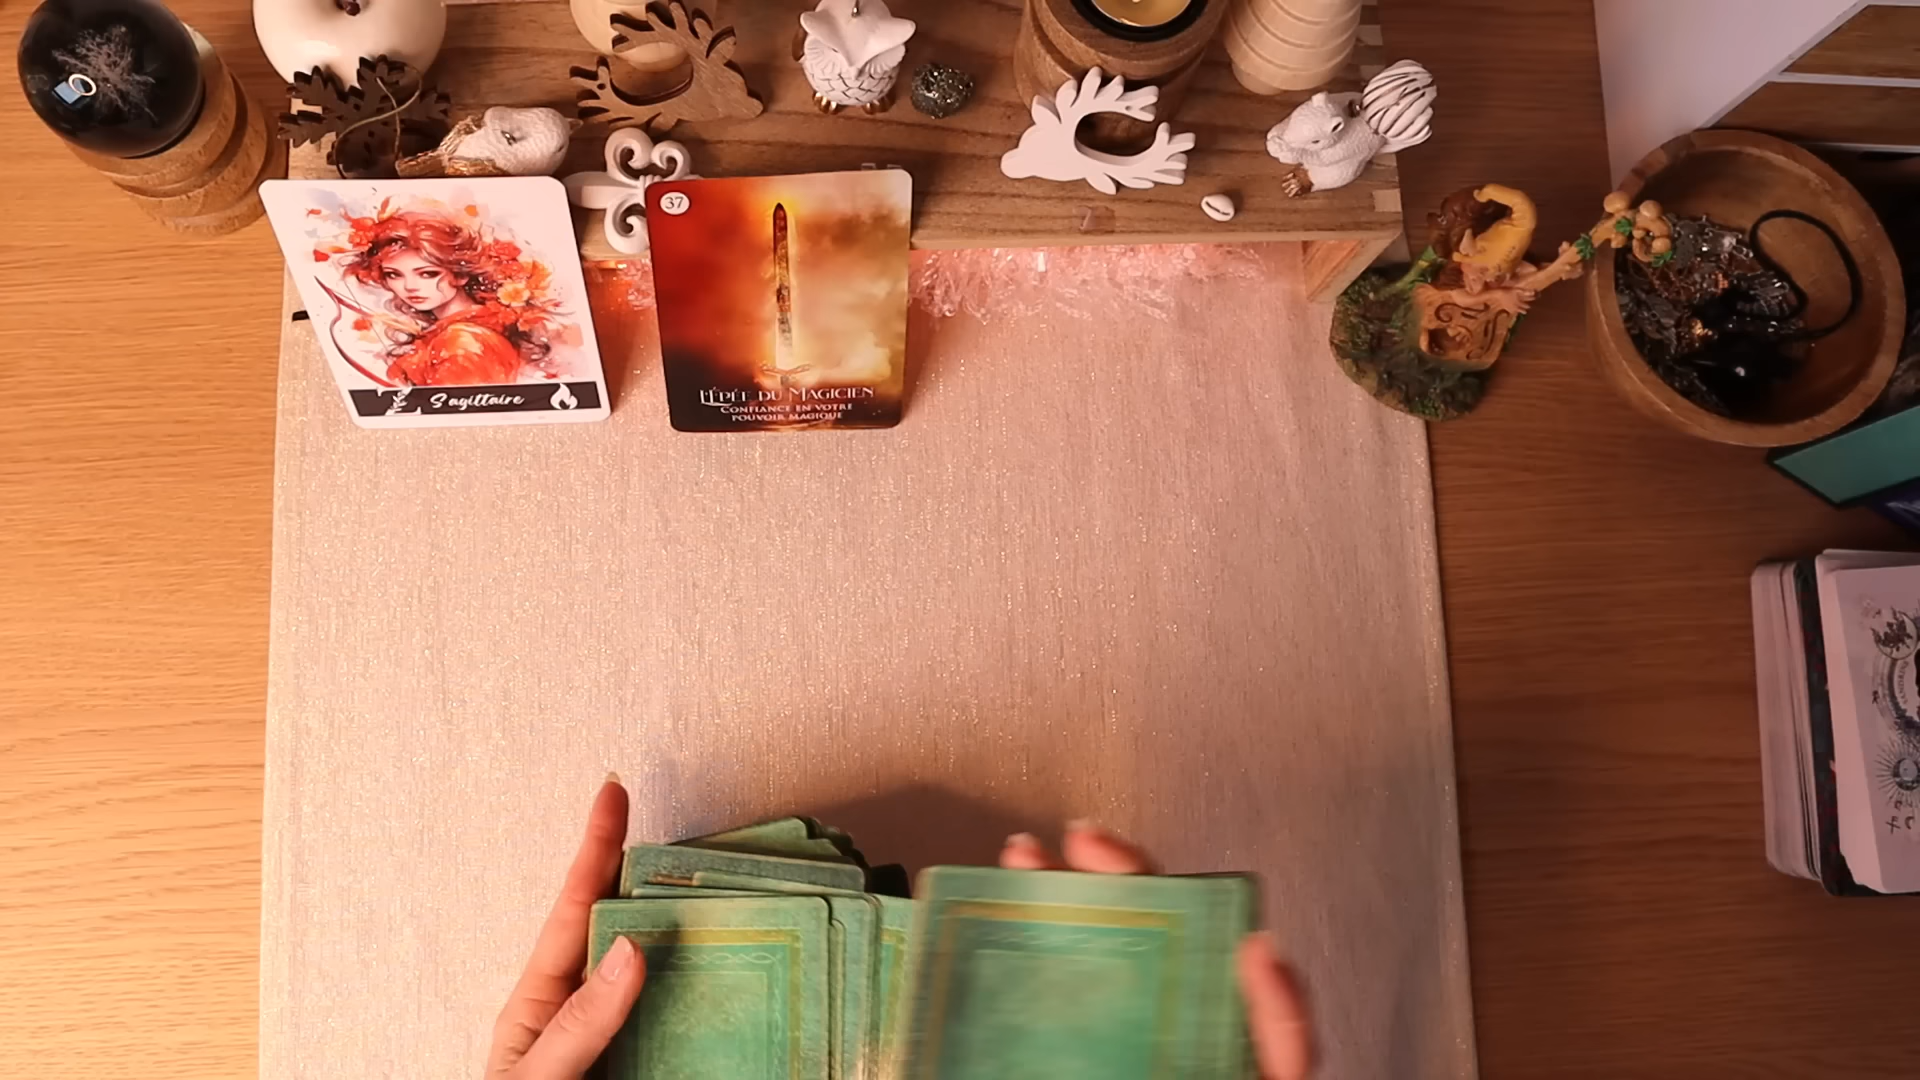 Sagittaire
37
L'ÉPÉE DU MAGICIEN
CONFIANCE EN VOTRE
POUVOIR MAGIQUE